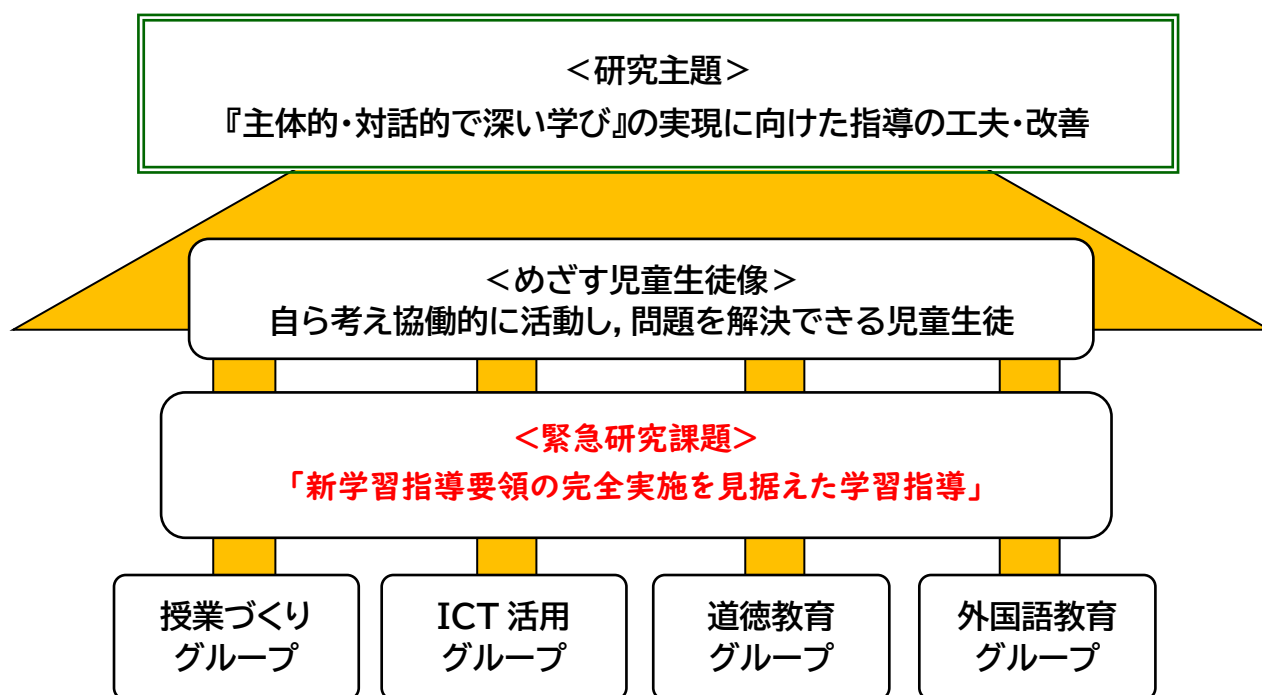 ＜研究主題＞
『主体的・対話的で深い学び』の実現に向けた指導の工夫・改善
＜めざす児童生徒像＞
自ら考え協働的に活動し，問題を解決できる児童生徒
＜緊急研究課題＞
「新学習指導要領の完全実施を見据えた学習指導」
授業づくり
グループ
ICT 活用
グループ
道徳教育
グループ
外国語教育
グループ